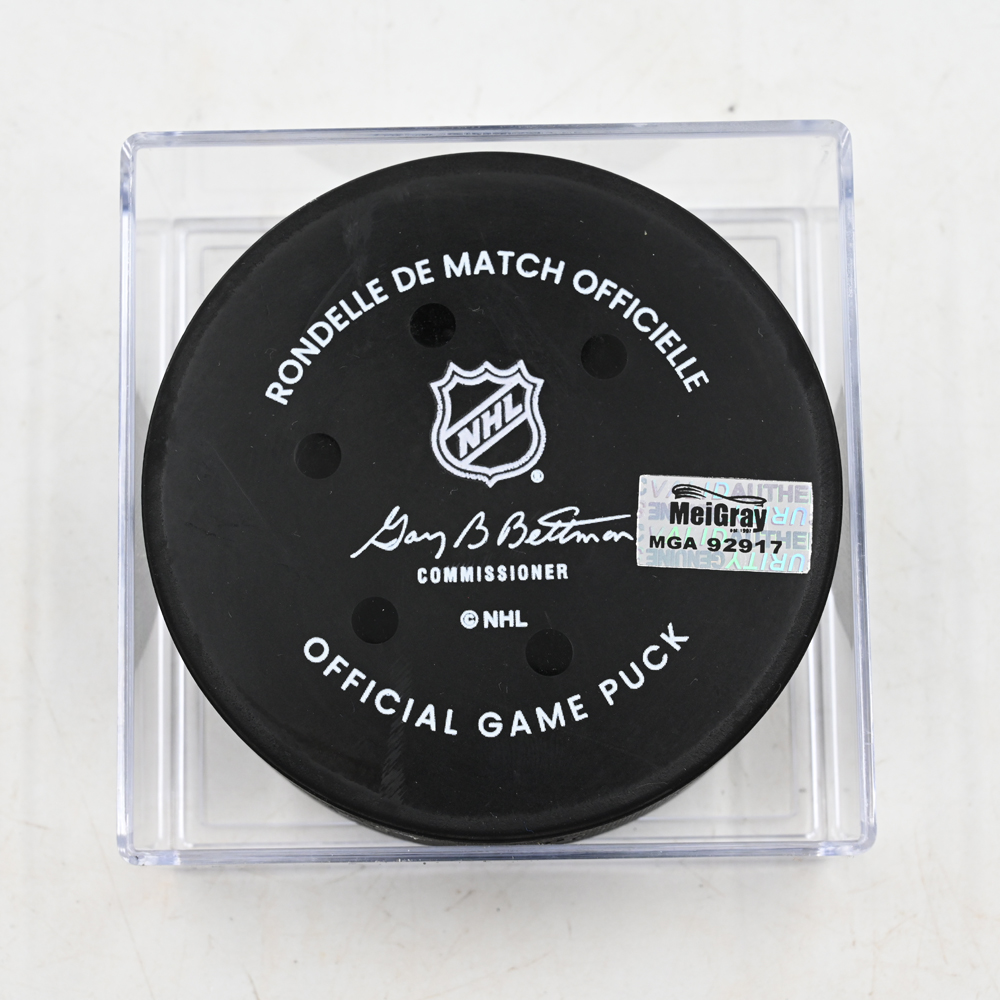 RONDELLE DE MATCH OFFICIELLE
NHL
Gary B Bettman
COMMISSIONER
© NHL
OFFICIAL GAME PUCK
MeiGray
MGA 92917